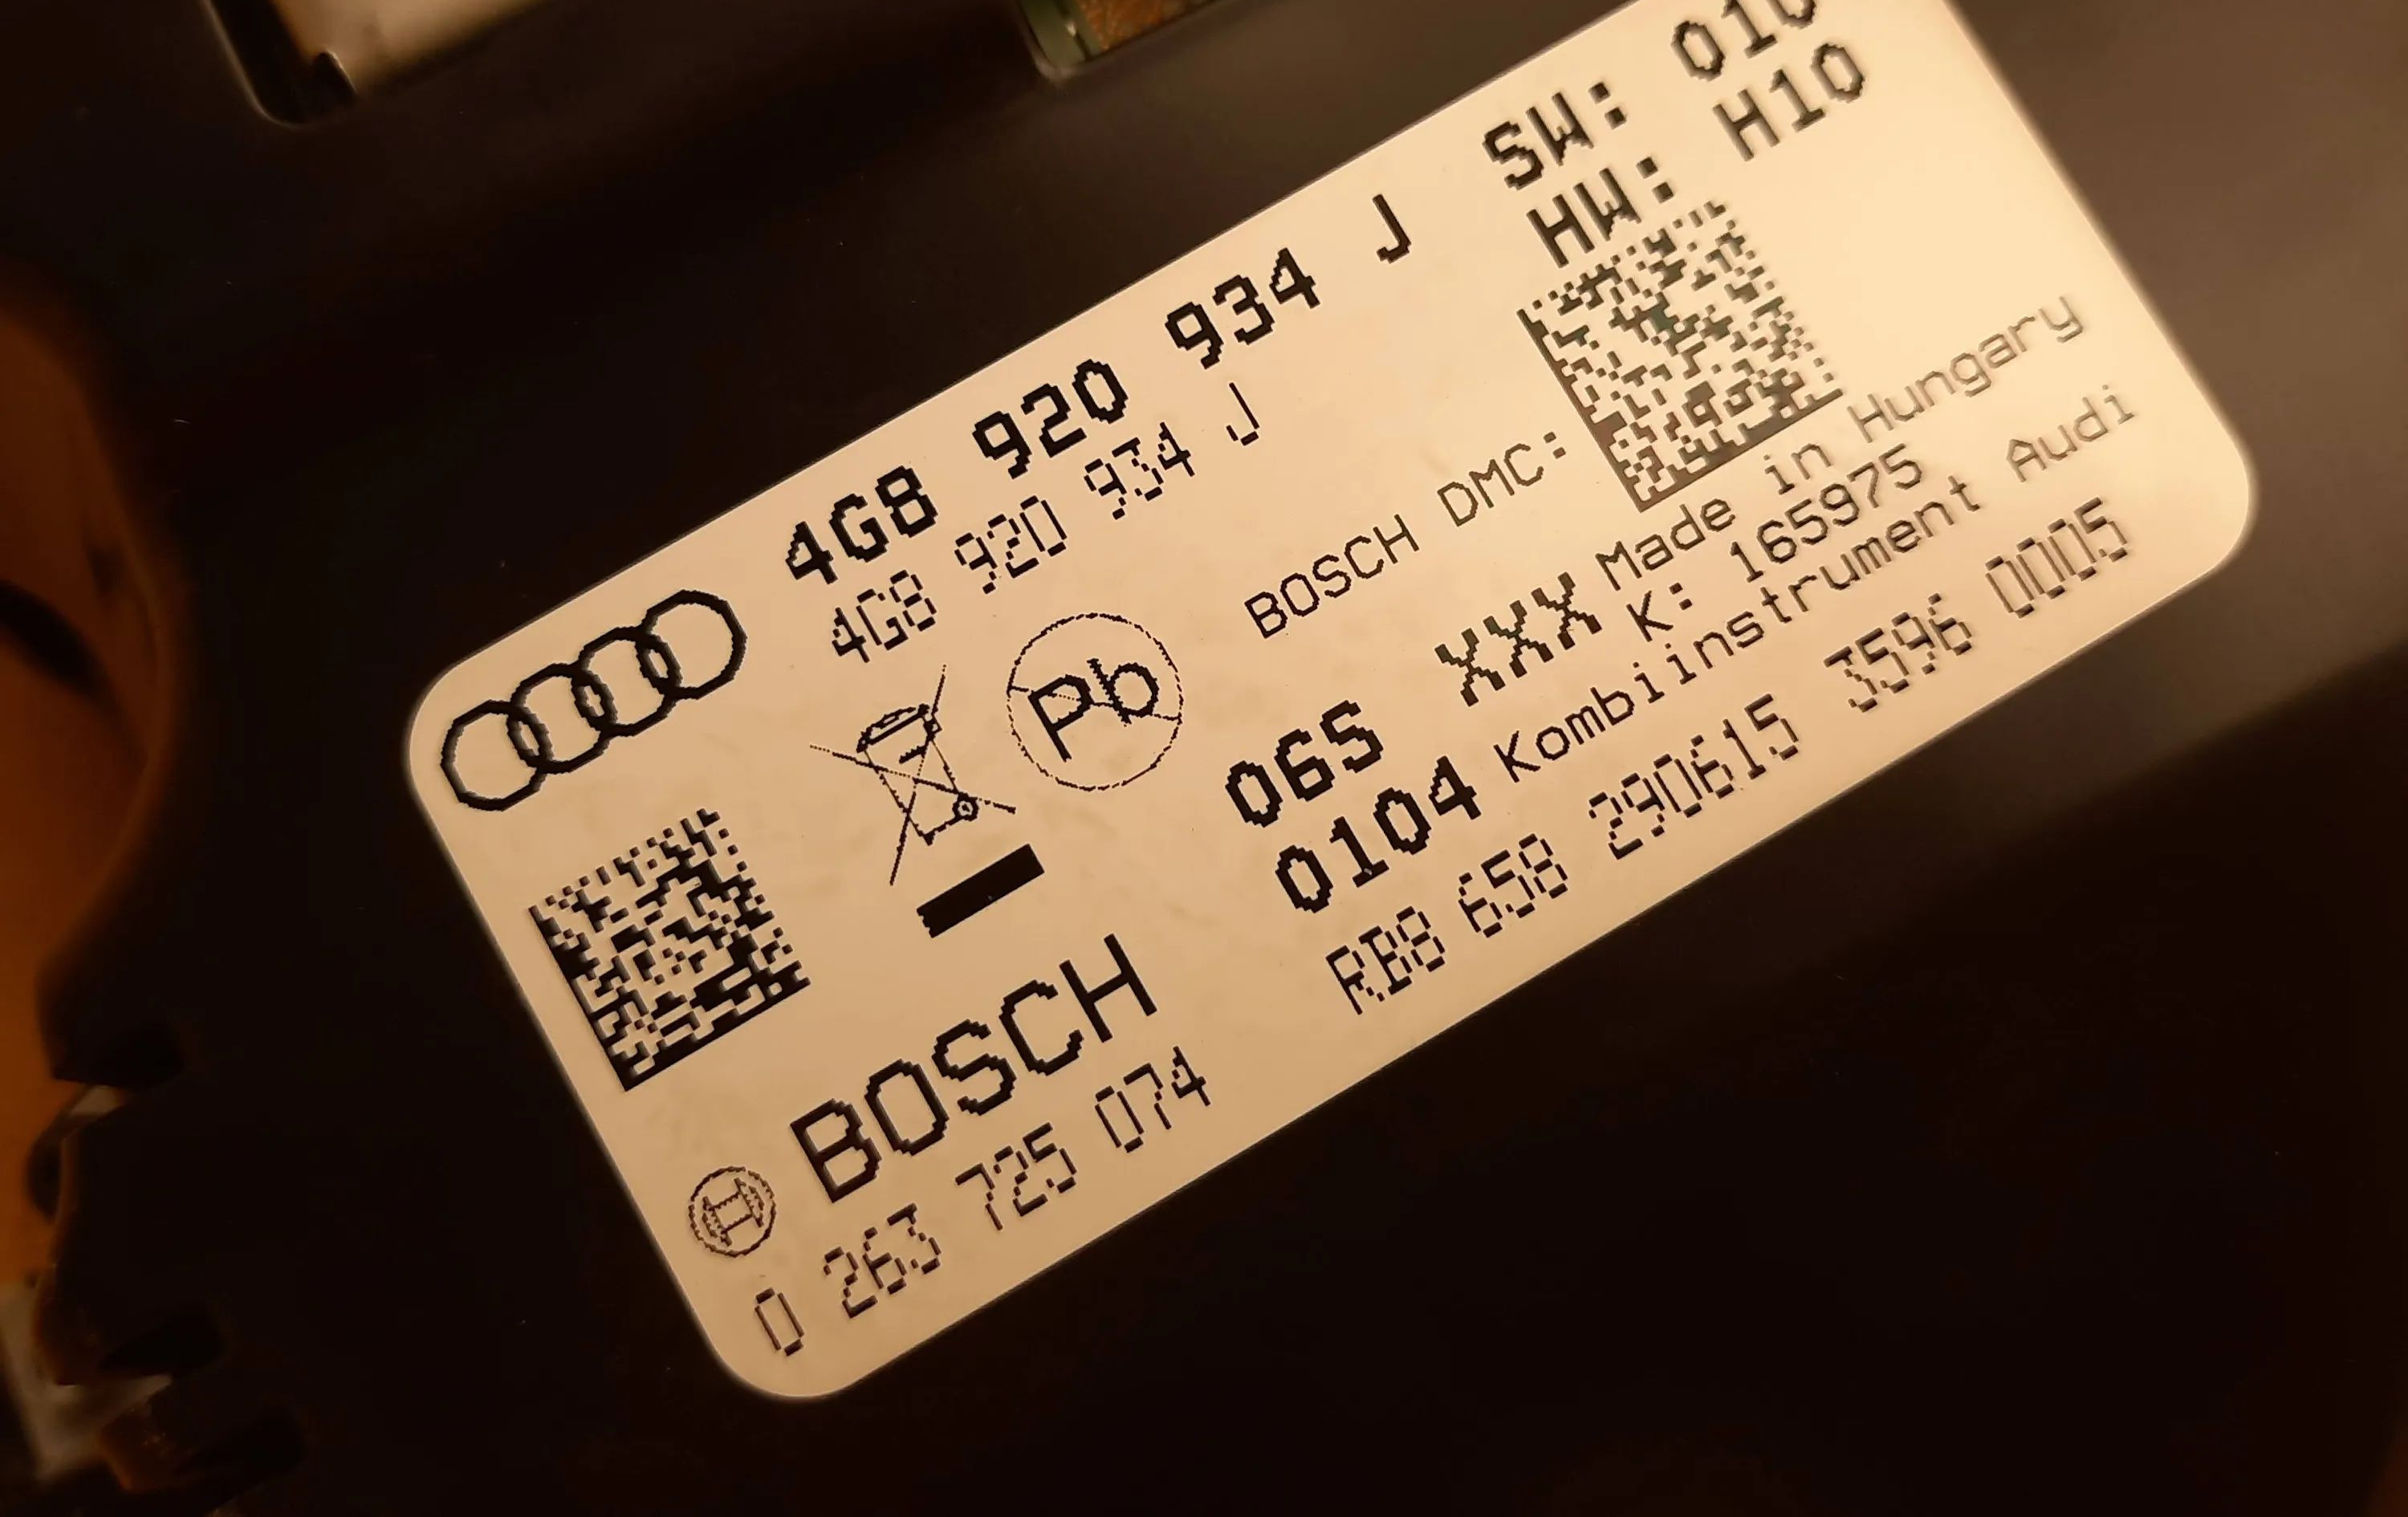 4G8 920 934 J
4G8 920 934 J
SW: 010
HW: H10
Pb
BOSCH DMC:
Made in Hungary
K: 165975
Kombiinstrument Audi
06S XXX
0104
RB8 658 290615 3596 0005
BOSCH
0 263 725 074